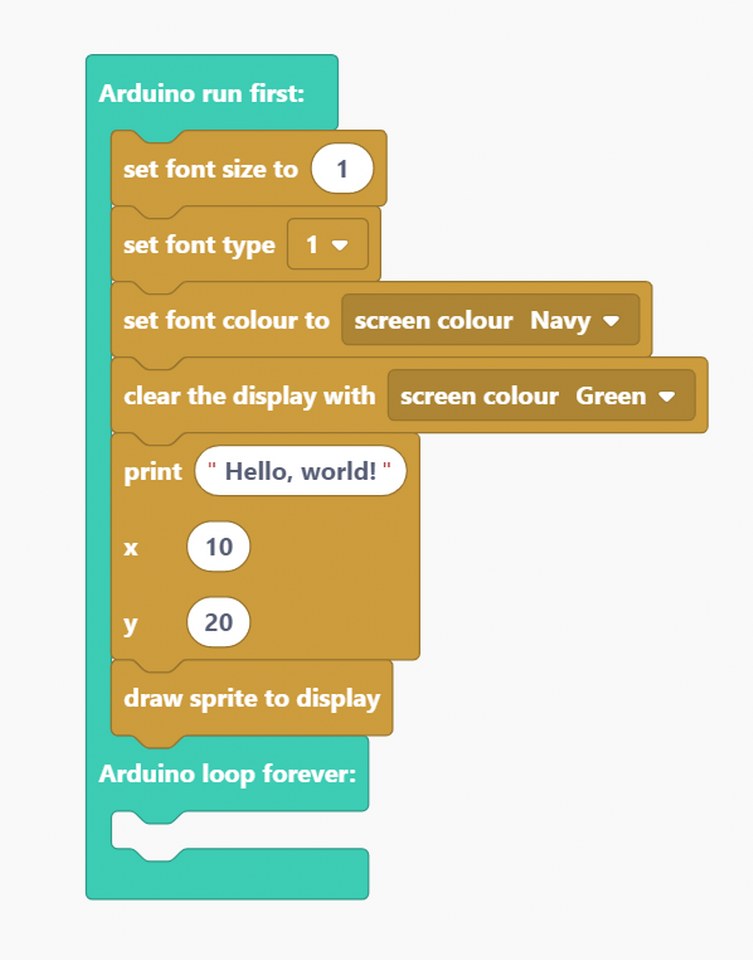 Arduino run first:
set font size to 1
set font type 1
set font colour to screen colour Navy
clear the display with screen colour Green
print " Hello, world! "
x 10
y 20
draw sprite to display
Arduino loop forever: